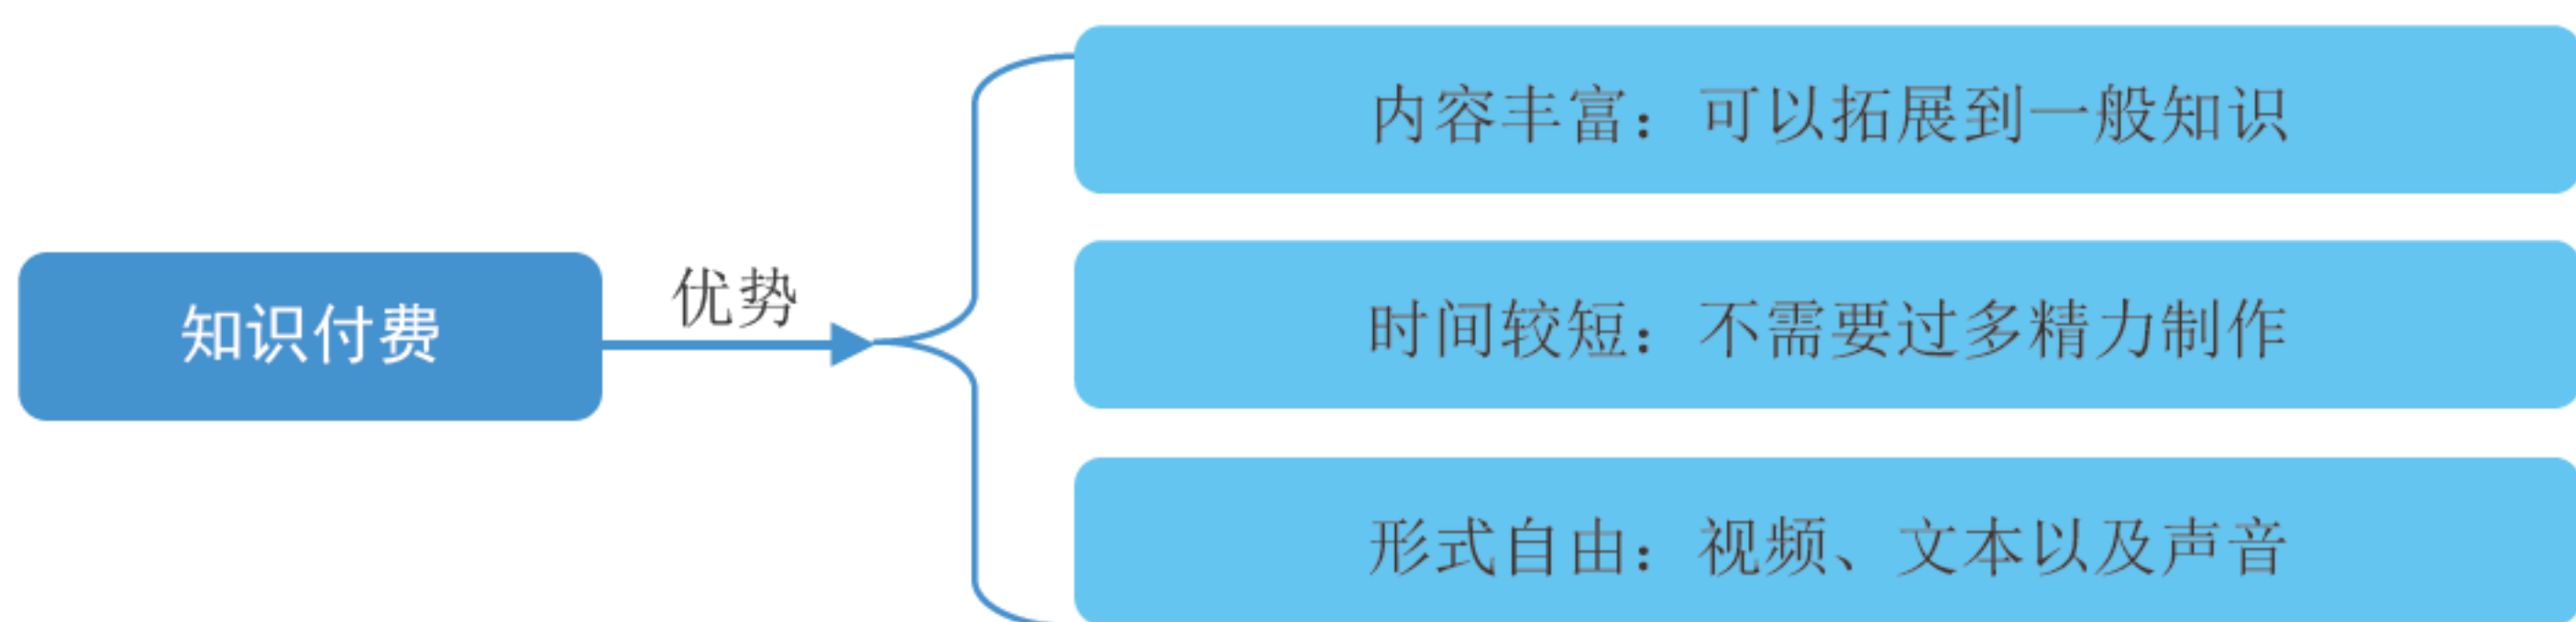 知识付费
优势
内容丰富：可以拓展到一般知识
时间较短：不需要过多精力制作
形式自由：视频、文本以及声音